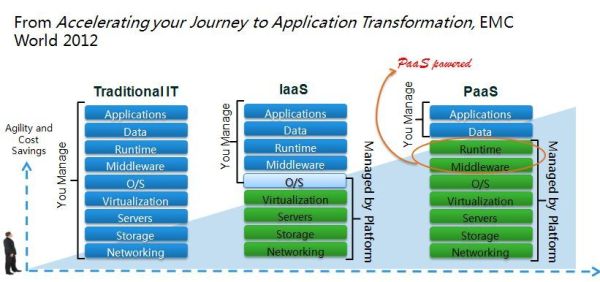 From Accelerating your Journey to Application Transformation, EMC
World 2012
PaaS powered
Agility and
Cost
Savings
Traditional IT
You Manage
Applications
Data
Runtime
Middleware
O/S
Virtualization
Servers
Storage
Networking
IaaS
You Manage
Applications
Data
Runtime
Middleware
O/S
Virtualization
Servers
Storage
Networking
Managed by Platform
PaaS
You Manage
Applications
Data
Runtime
Middleware
O/S
Virtualization
Servers
Storage
Networking
Managed by Platform